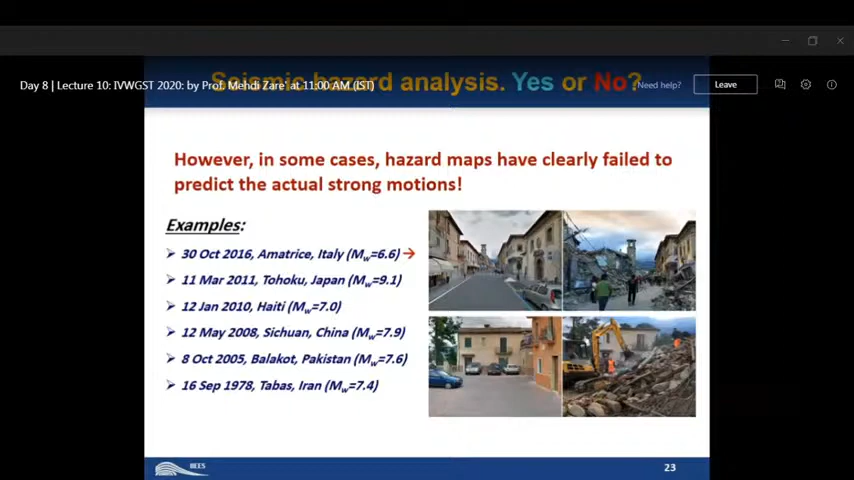 Seismic hazard analysis. Yes or No?
Day 8 | Lecture 10: IVWGST 2020: by Prof. Mehdi Zare' at 11:00 AM (IST)
Need help?
Leave
However, in some cases, hazard maps have clearly failed to
predict the actual strong motions!
Examples:
➤ 30 Oct 2016, Amatrice, Italy (Mw=6.6) →
➤ 11 Mar 2011, Tohoku, Japan (Mw=9.1)
➤ 12 Jan 2010, Haiti (Mw=7.0)
➤ 12 May 2008, Sichuan, China (Mw=7.9)
➤ 8 Oct 2005, Balakot, Pakistan (Mw=7.6)
➤ 16 Sep 1978, Tabas, Iran (Mw=7.4)
IIEES
23